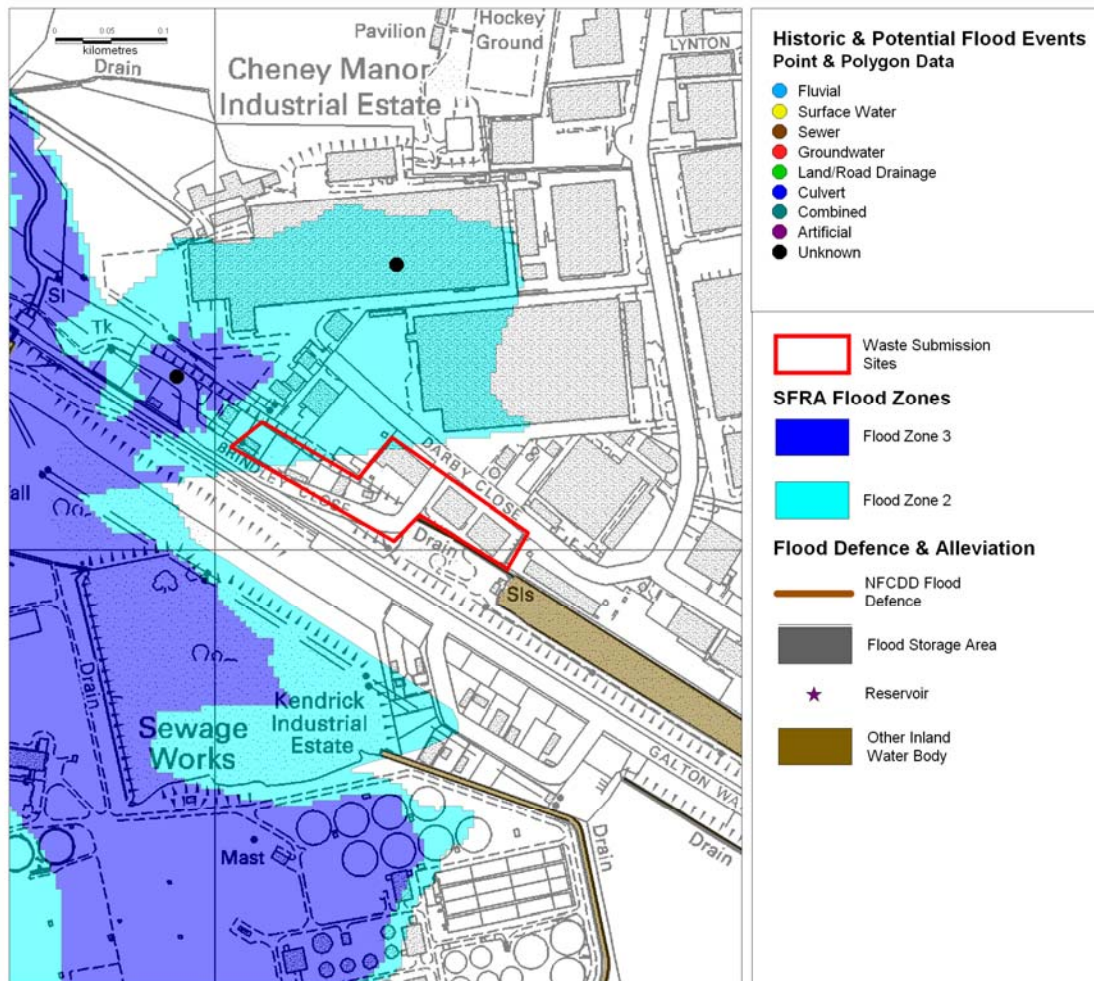 0 0.05 0.1
kilometres
Drain
Pavilion
Hockey
Ground
LYNTON
Cheney Manor
Industrial Estate
Sl
Tk
BRINDLEY CLOSE
DARBY CLOSE
Drain
Sls
Drain
Kendrick
Industrial
Estate
Sewage
Works
GALTON WA
Drain
Drain
Mast
Historic & Potential Flood Events
Point & Polygon Data
Fluvial
Surface Water
Sewer
Groundwater
Land/Road Drainage
Culvert
Combined
Artificial
Unknown
Waste Submission
Sites
SFRA Flood Zones
Flood Zone 3
Flood Zone 2
Flood Defence & Alleviation
NFCDD Flood
Defence
Flood Storage Area
Reservoir
Other Inland
Water Body